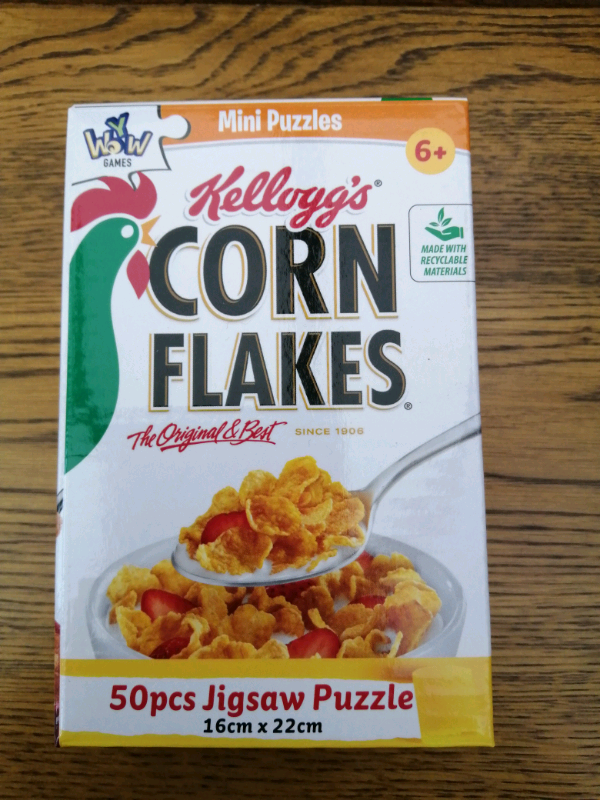 Mini Puzzles
WOW
GAMES
6+
Kellogg's®
CORN
FLAKES®
MADE WITH
RECYCLABLE
MATERIALS
The Original & Best SINCE 1906
50pcs Jigsaw Puzzle
16cm x 22cm